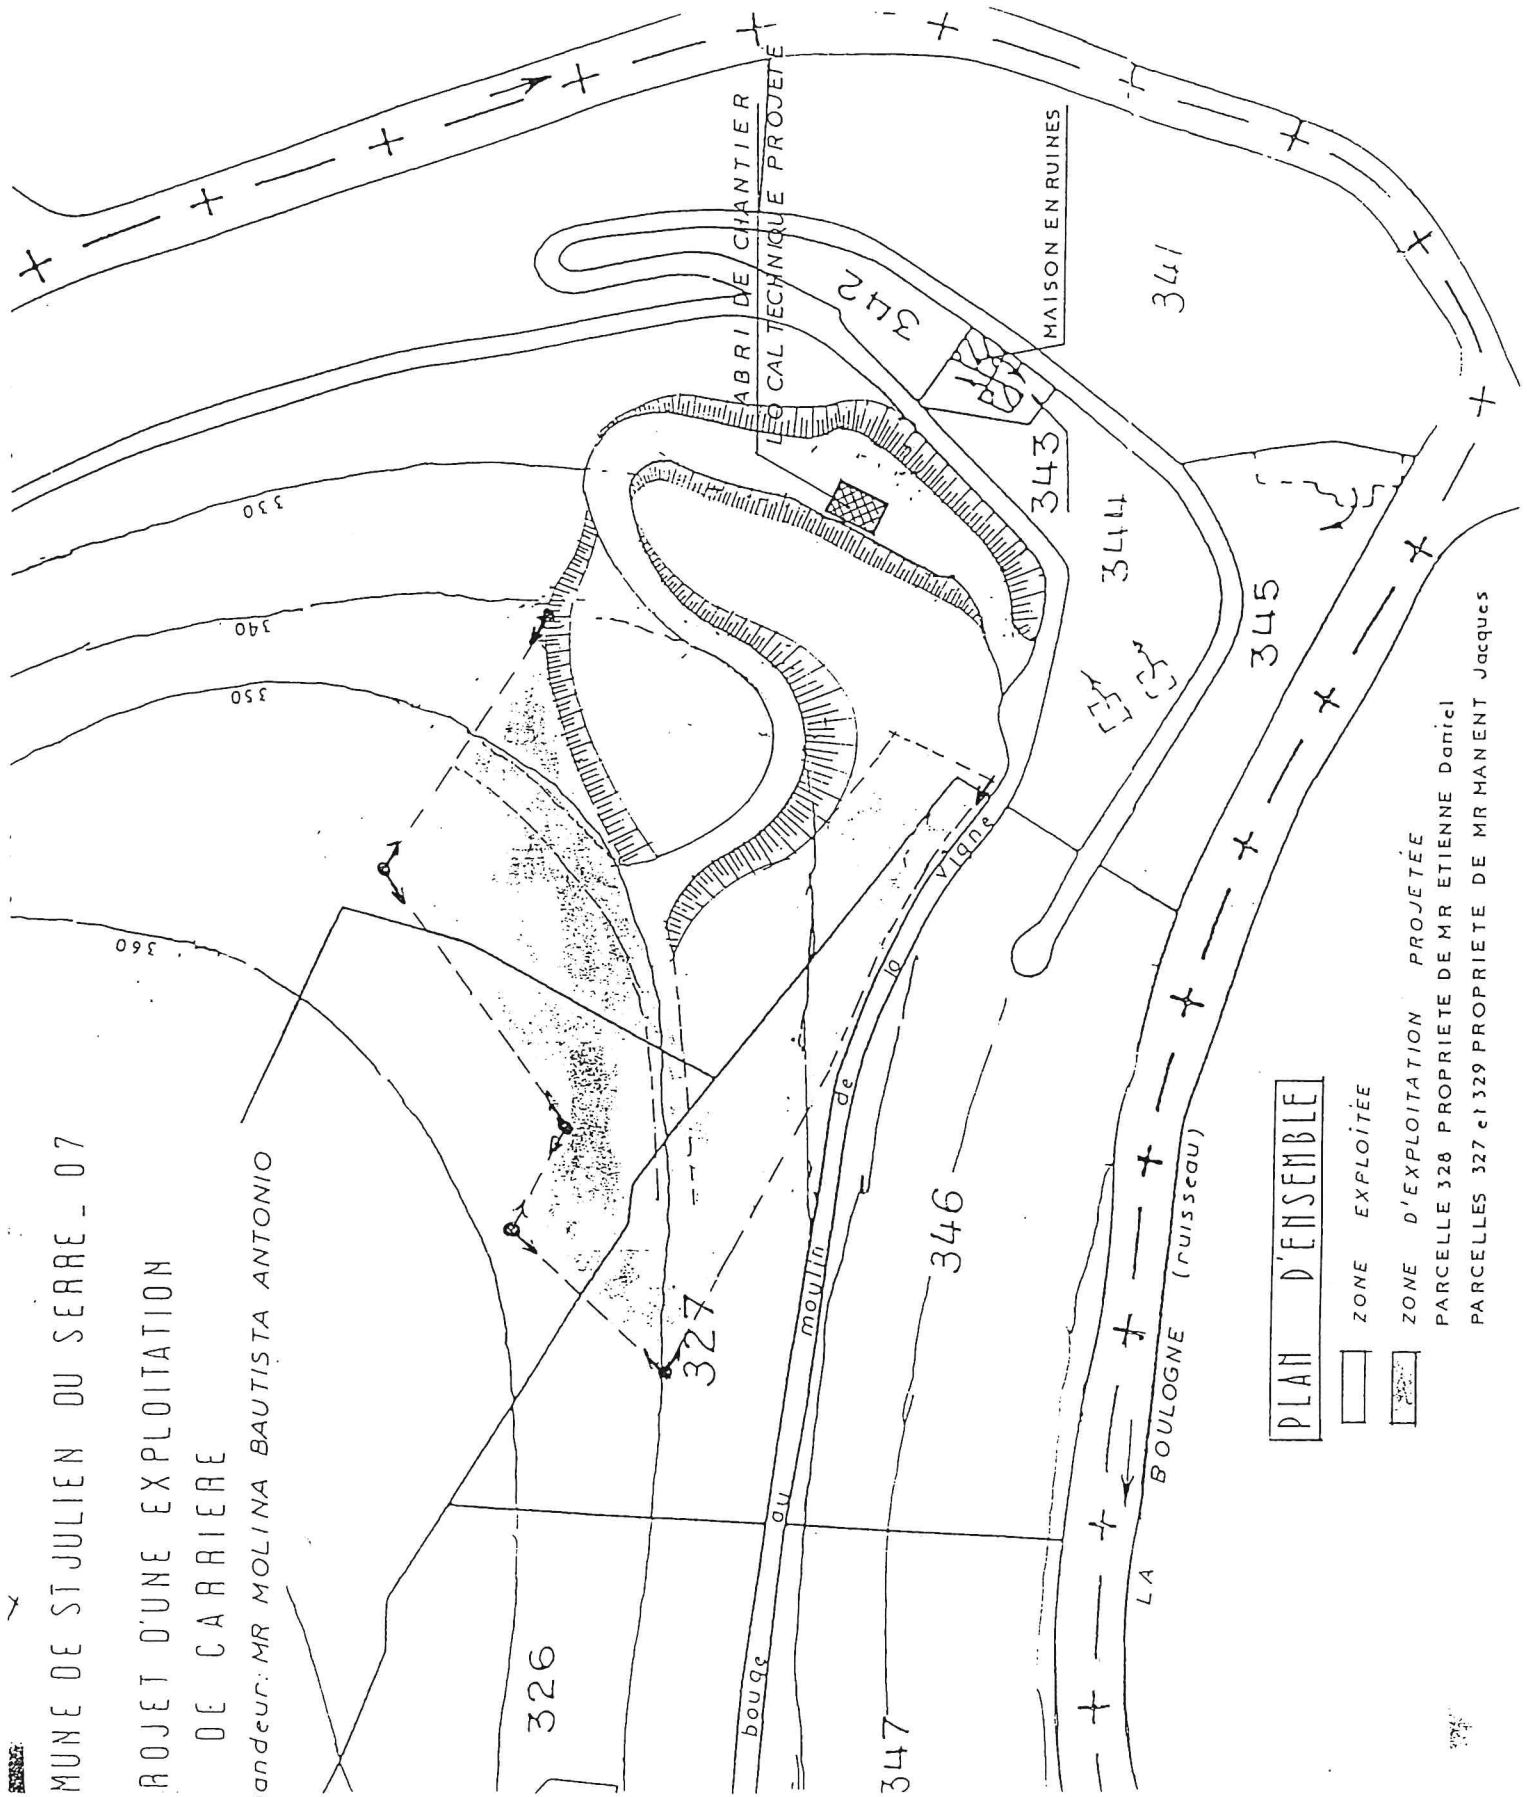 MUNE DE ST JULIEN DU SERRE_07
ROJET D'UNE EXPLOITATION
DE CARRIERE
andeur: MR MOLINA BAUTISTA ANTONIO
360
350
340
330
ABRI DE CHANTIER
LOCAL TECHNIQUE PROJETÉ
MAISON EN RUINES
342
341
343
344
345
326
327
346
347
bouge au moulin de la vigne
LA BOULOGNE (ruisseau)
PLAN D'ENSEMBLE
ZONE EXPLOITÉE
ZONE D'EXPLOITATION PROJETÉE
PARCELLE 328 PROPRIETE DE MR ETIENNE Daniel
PARCELLES 327 et 329 PROPRIETE DE MR MANENT Jacques